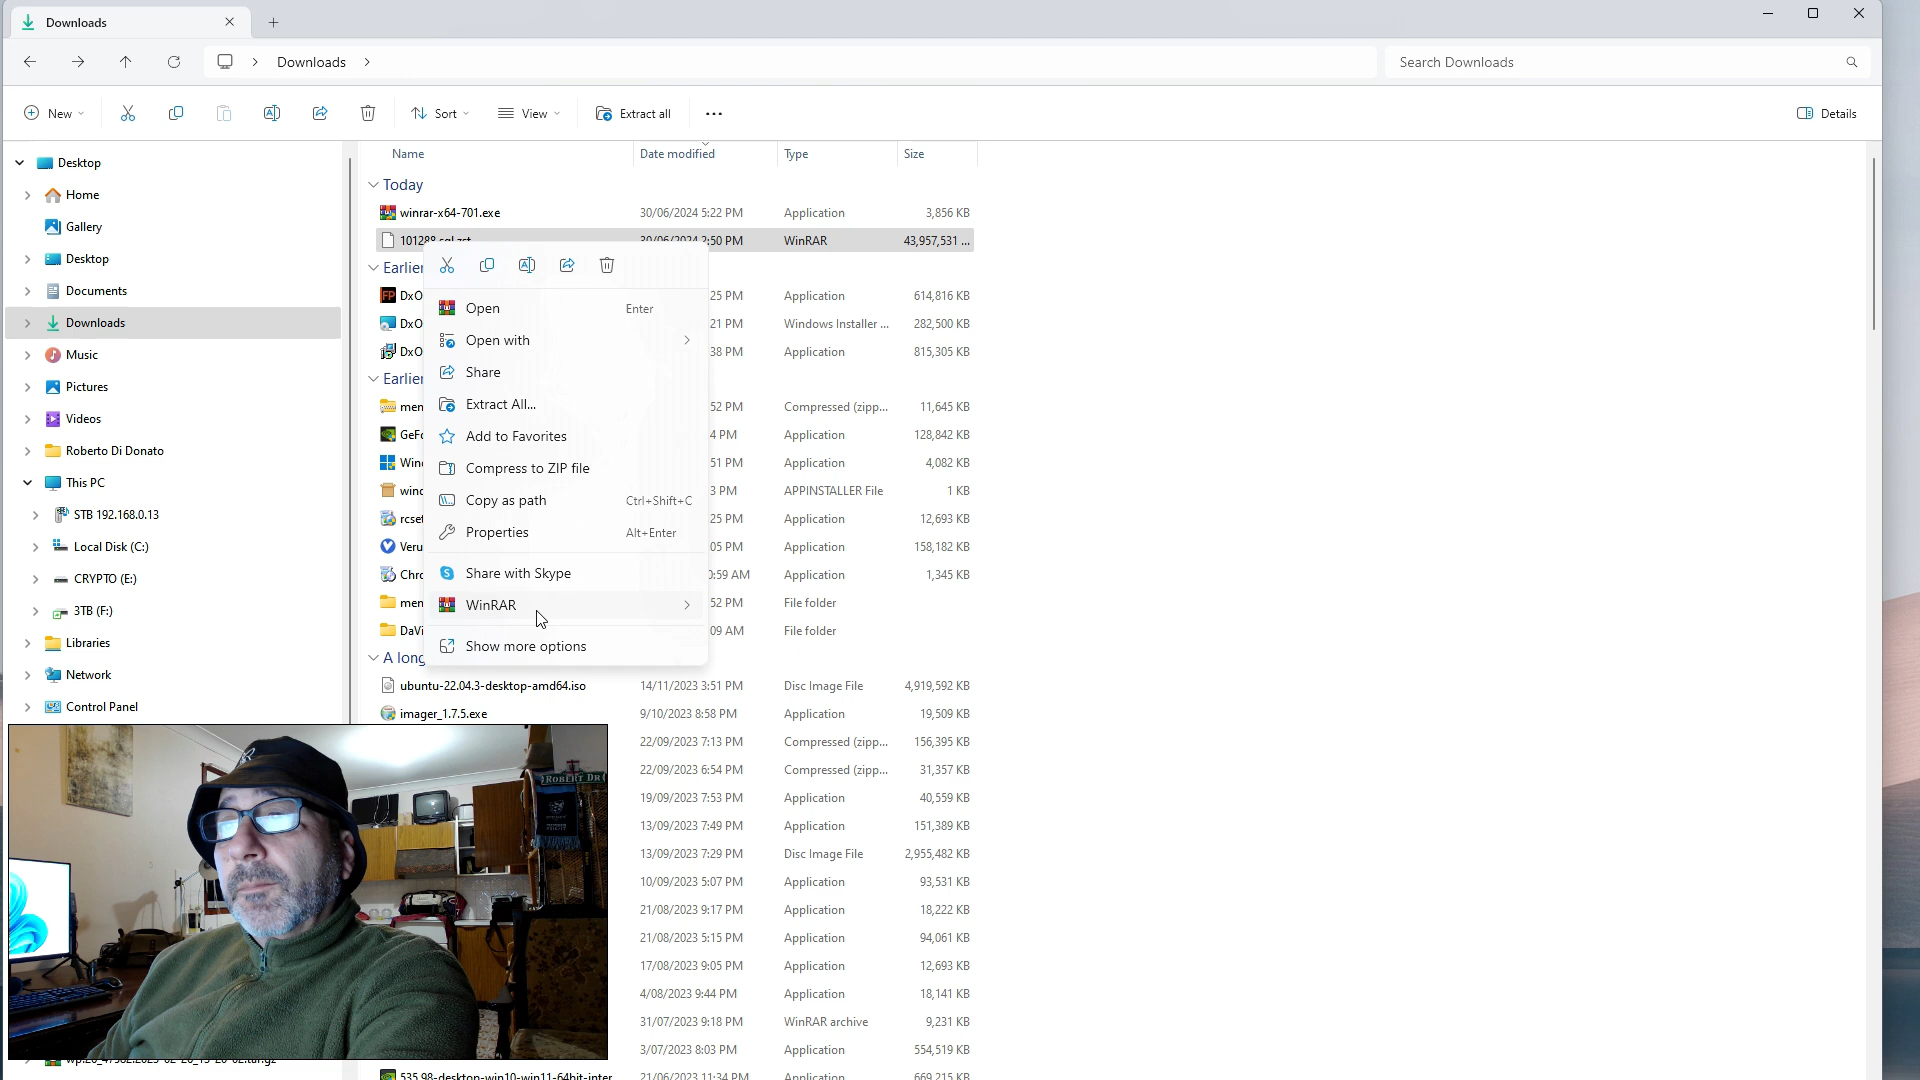 Downloads
Downloads
Search Downloads
New
Sort
View
Extract all
Details
Desktop
Home
Gallery
Desktop
Documents
Downloads
Music
Pictures
Videos
Roberto Di Donato
This PC
STB 192.168.0.13
Local Disk (C:)
CRYPTO (E:)
3TB (F:)
Libraries
Network
Control Panel
Name Date modified Type Size
Today
winrar-x64-701.exe 30/06/2024 5:22 PM Application 3,856 KB
101288.sql.zst 30/06/2024 2:50 PM WinRAR 43,957,531 ...
Earlier
DxO 25 PM Application 614,816 KB
DxO 21 PM Windows Installer ... 282,500 KB
DxO 38 PM Application 815,305 KB
Earlier
mem 52 PM Compressed (zipp... 11,645 KB
GeFo 4 PM Application 128,842 KB
Wind 51 PM Application 4,082 KB
wind 3 PM APPINSTALLER File 1 KB
rcset 25 PM Application 12,693 KB
Veru 05 PM Application 158,182 KB
Chro 0:59 AM Application 1,345 KB
mem 52 PM File folder
DaVi 09 AM File folder
A long
Open Enter
Open with
Share
Extract All...
Add to Favorites
Compress to ZIP file
Copy as path Ctrl+Shift+C
Properties Alt+Enter
Share with Skype
WinRAR
Show more options
ubuntu-22.04.3-desktop-amd64.iso 14/11/2023 3:51 PM Disc Image File 4,919,592 KB
imager_1.7.5.exe 9/10/2023 8:58 PM Application 19,509 KB
22/09/2023 7:13 PM Compressed (zipp... 156,395 KB
22/09/2023 6:54 PM Compressed (zipp... 31,357 KB
19/09/2023 7:53 PM Application 40,559 KB
13/09/2023 7:49 PM Application 151,389 KB
13/09/2023 7:29 PM Disc Image File 2,955,482 KB
10/09/2023 5:07 PM Application 93,531 KB
21/08/2023 9:17 PM Application 18,222 KB
21/08/2023 5:15 PM Application 94,061 KB
17/08/2023 9:05 PM Application 12,693 KB
4/08/2023 9:44 PM Application 18,141 KB
31/07/2023 9:18 PM WinRAR archive 9,231 KB
3/07/2023 8:03 PM Application 554,519 KB
535.98-desktop-win10-win11-64bit-inter 21/06/2023 11:34 PM Application 669,215 KB
ROBERT DR